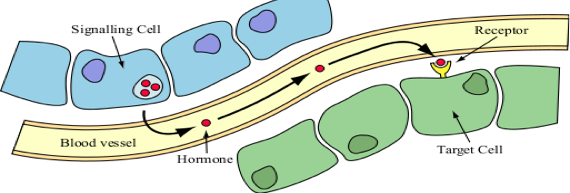 Signalling Cell
Receptor
Blood vessel
Hormone
Target Cell